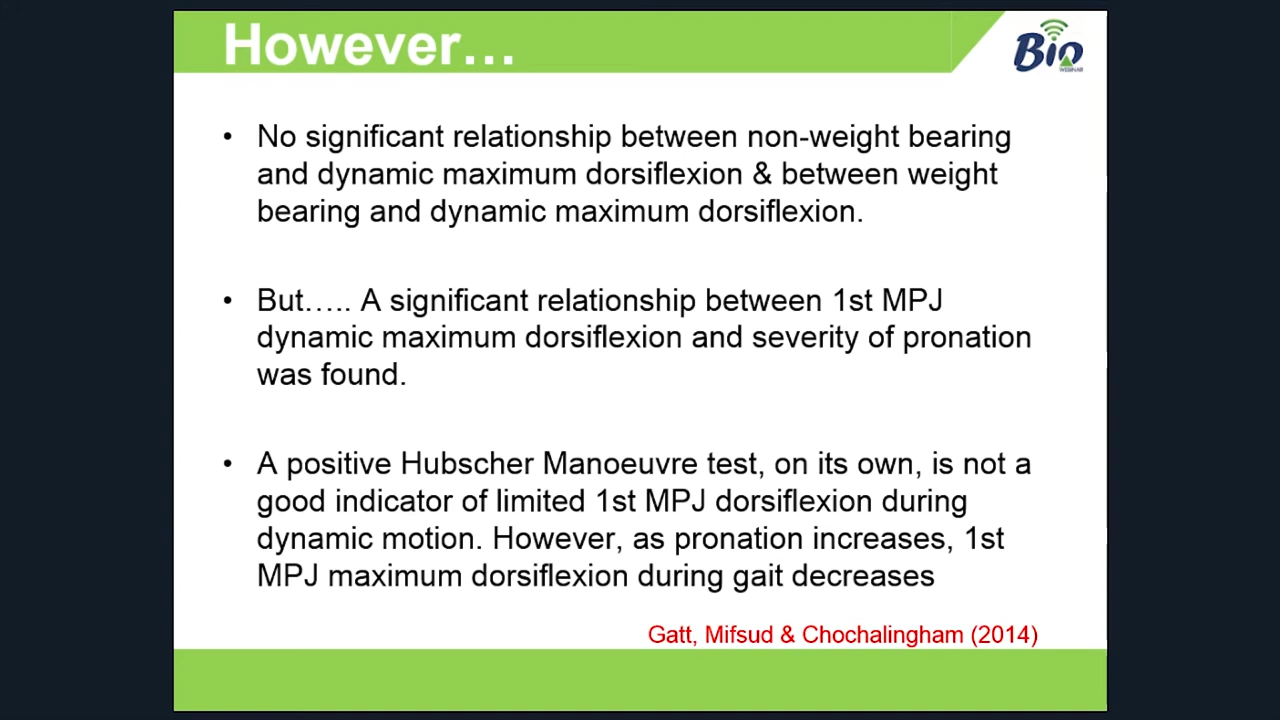 However…
Bio
WEBINAR
• No significant relationship between non-weight bearing
and dynamic maximum dorsiflexion & between weight
bearing and dynamic maximum dorsiflexion.
• But….. A significant relationship between 1st MPJ
dynamic maximum dorsiflexion and severity of pronation
was found.
• A positive Hubscher Manoeuvre test, on its own, is not a
good indicator of limited 1st MPJ dorsiflexion during
dynamic motion. However, as pronation increases, 1st
MPJ maximum dorsiflexion during gait decreases
Gatt, Mifsud & Chochalingham (2014)